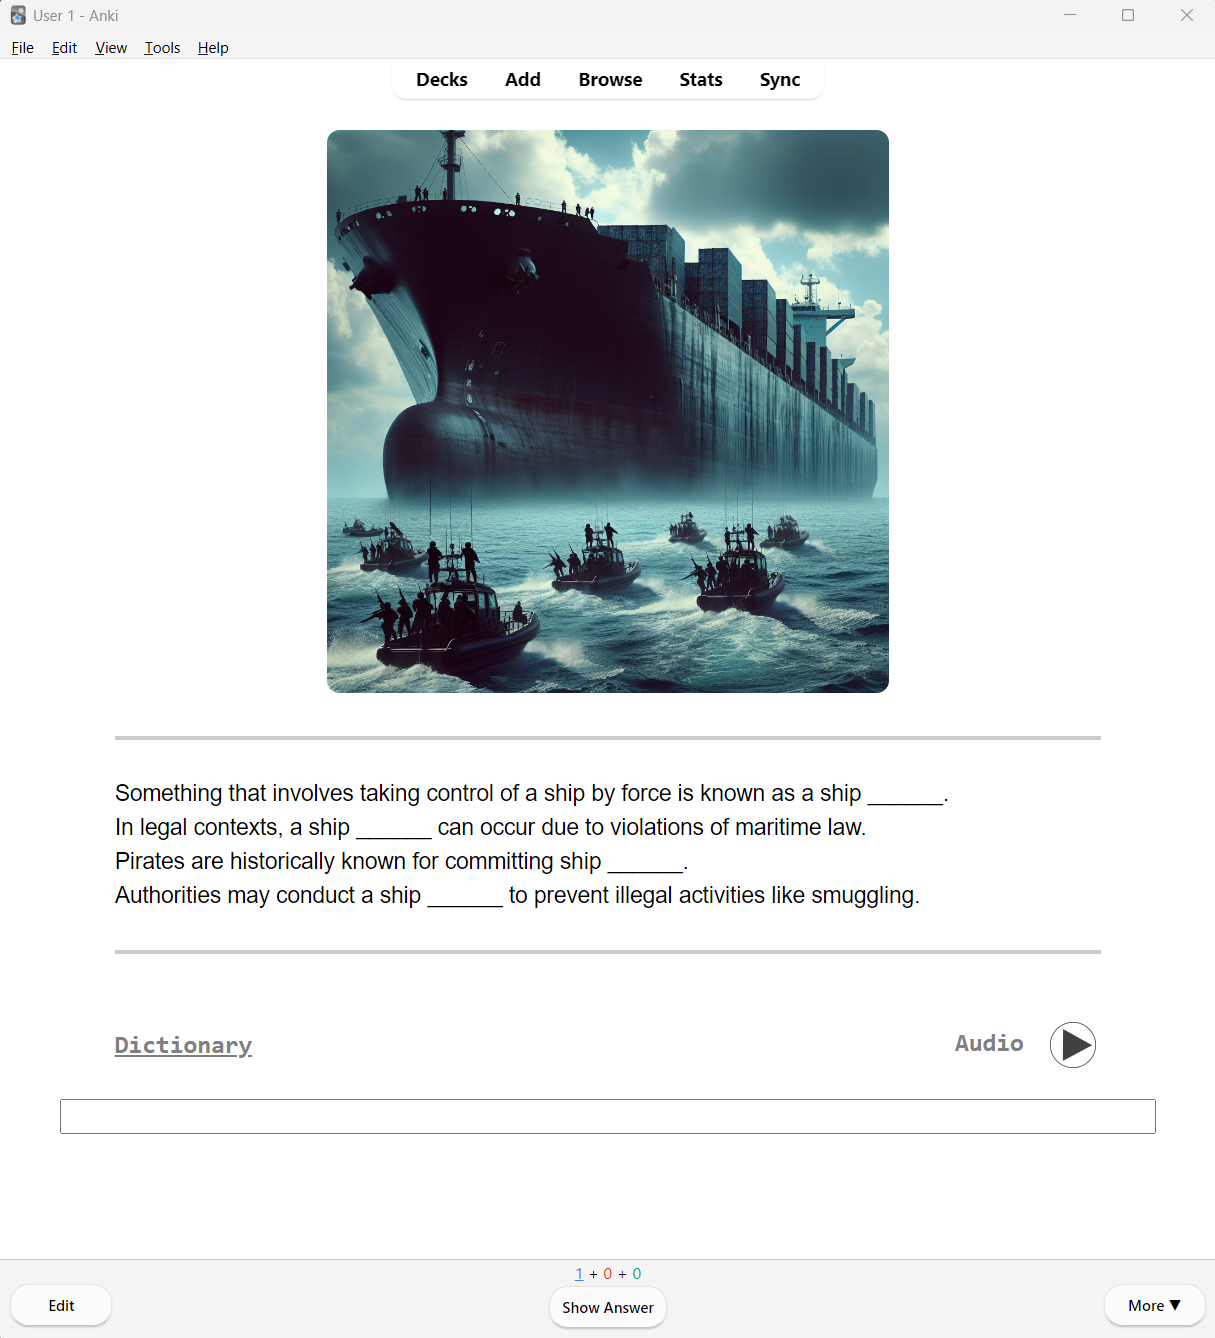 User 1 - Anki
File Edit View Tools Help
Decks Add Browse Stats Sync
Something that involves taking control of a ship by force is known as a ship ______.
In legal contexts, a ship ______ can occur due to violations of maritime law.
Pirates are historically known for committing ship ______.
Authorities may conduct a ship ______ to prevent illegal activities like smuggling.
Dictionary Audio
1 + 0 + 0
Edit Show Answer More ▼